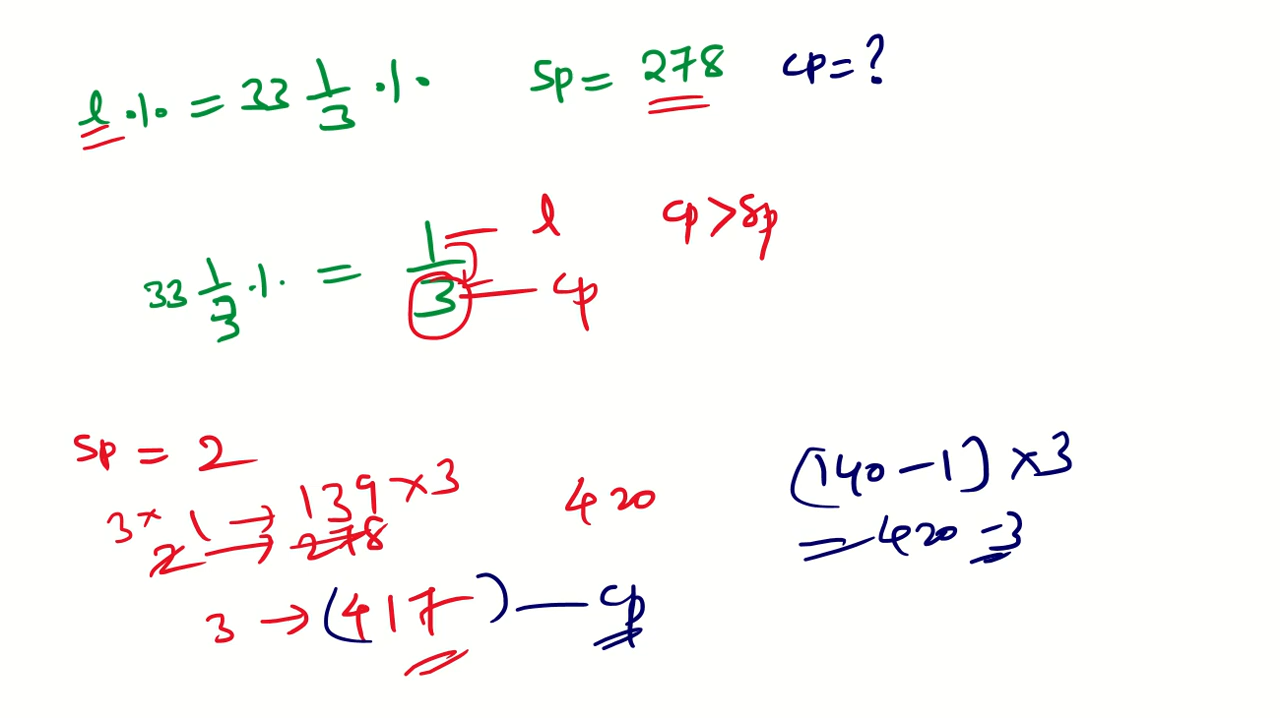 l % = 33 1/3 % Sp = 278 CP = ?
33 1/3 % = 1/3 l CP CP > SP
Sp = 2
3× 1 → 139 × 3 420 (140 - 1) × 3
2 → 278 = 420 - 3
3 → (417) — CP